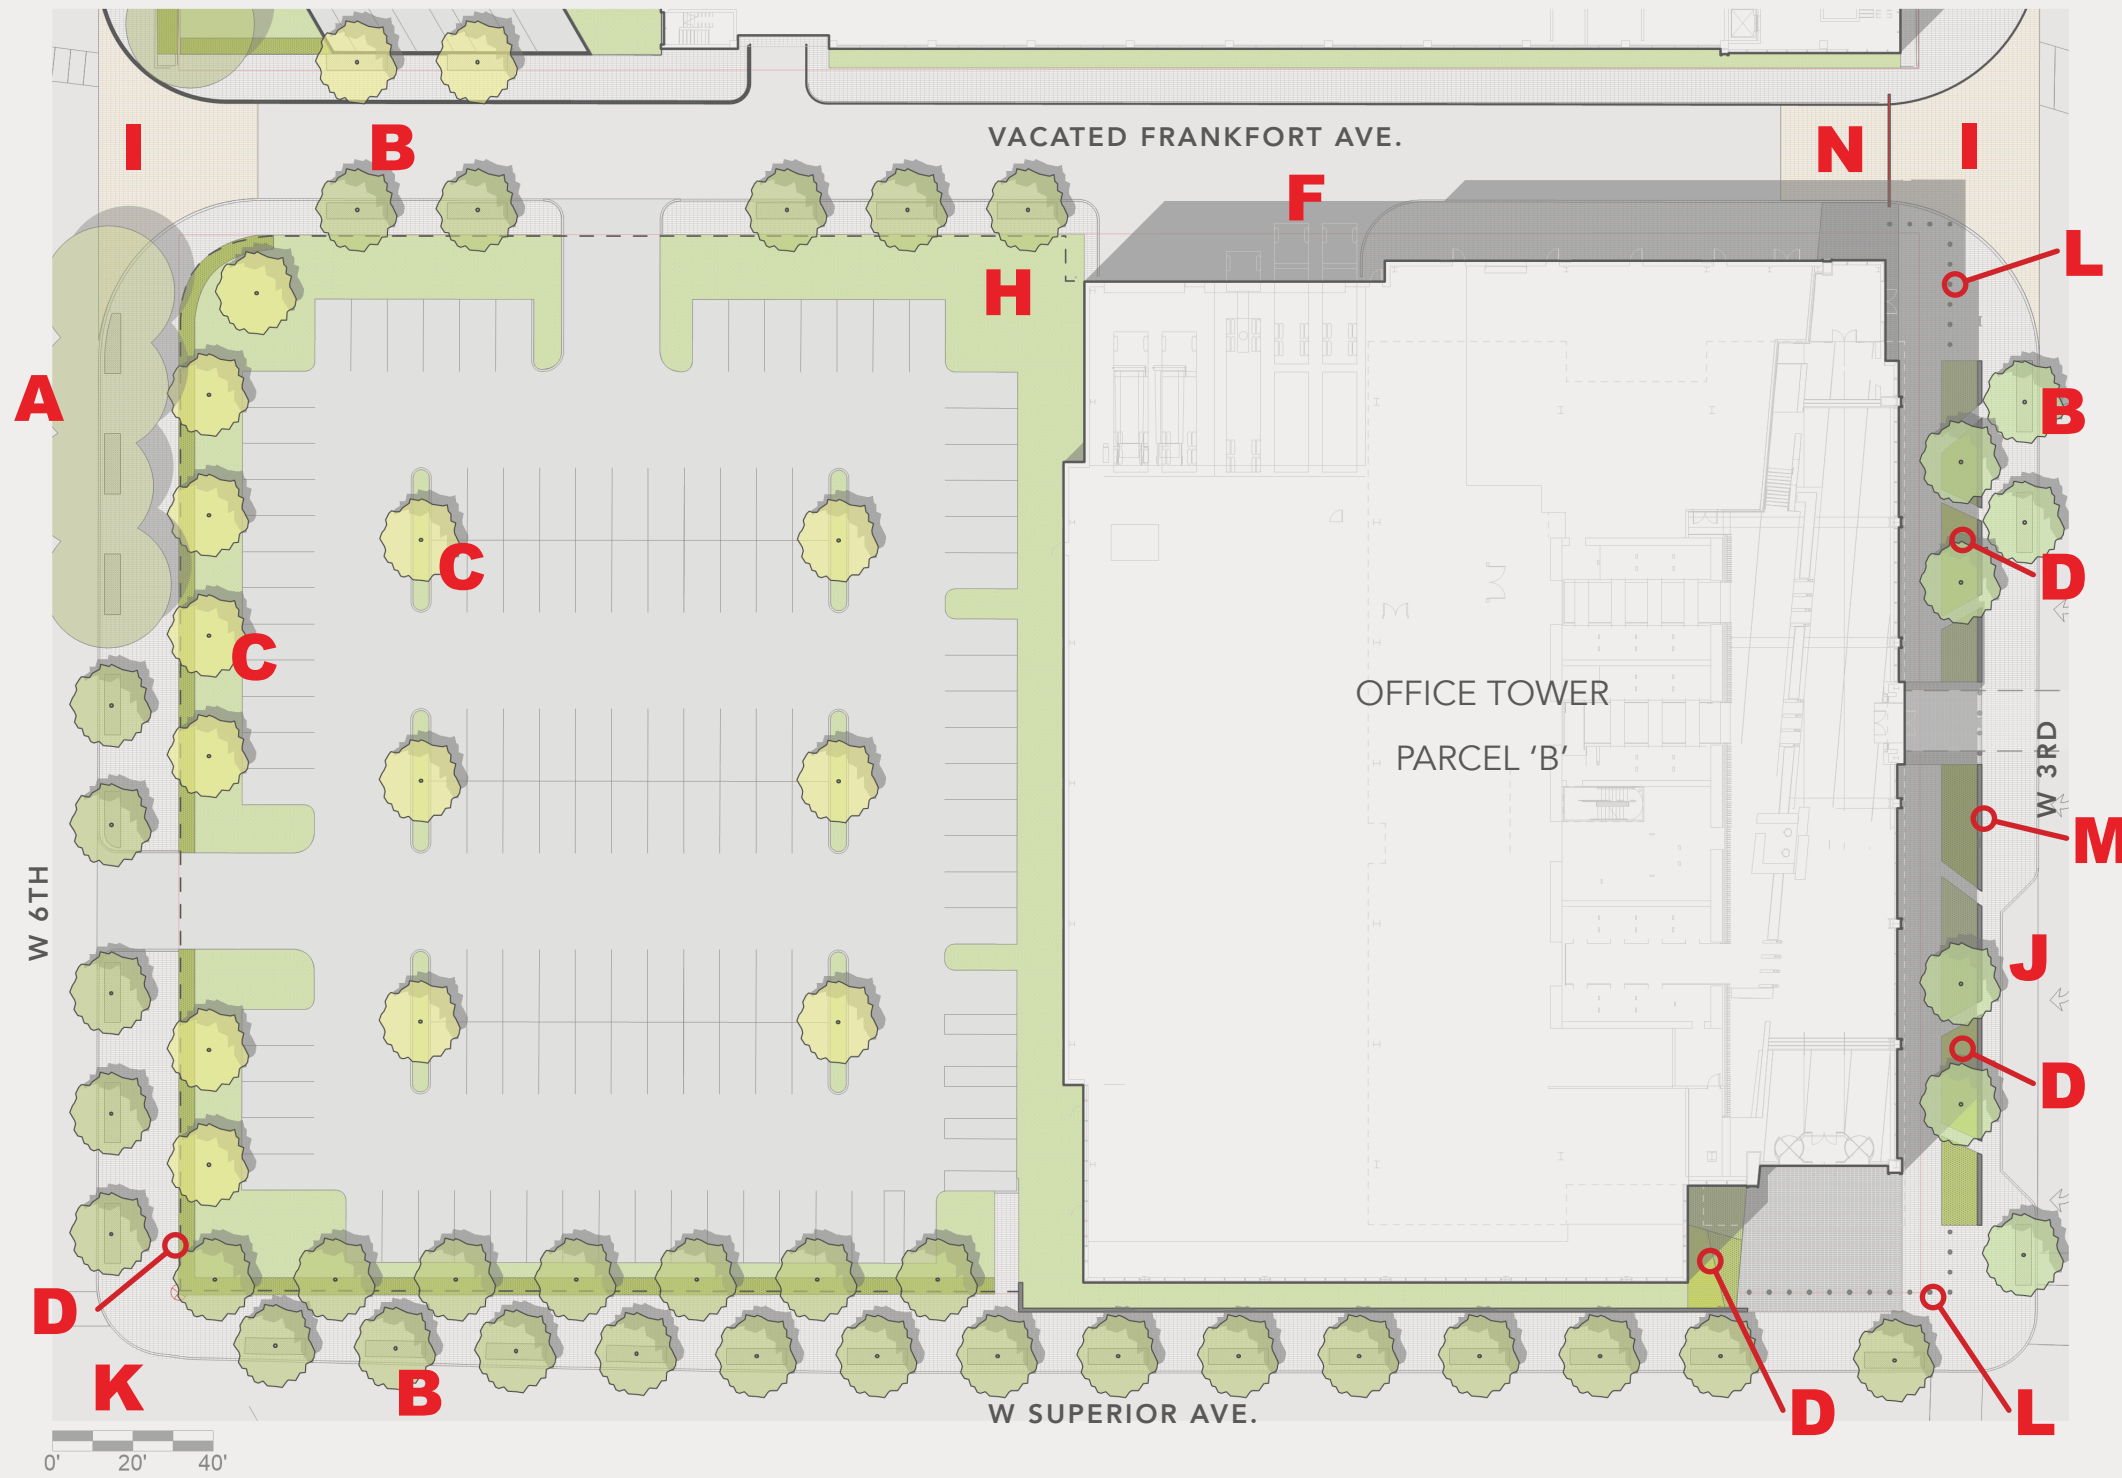 VACATED FRANKFORT AVE.
I
B
N
I
F
L
H
A
B
C
D
C
OFFICE TOWER
PARCEL ‘B’
W 3RD
M
W 6TH
J
D
D
K
B
W SUPERIOR AVE.
D
L
0' 20' 40'